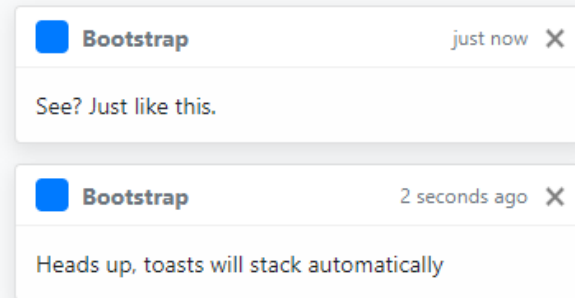 Bootstrap just now ×
See? Just like this.
Bootstrap 2 seconds ago ×
Heads up, toasts will stack automatically